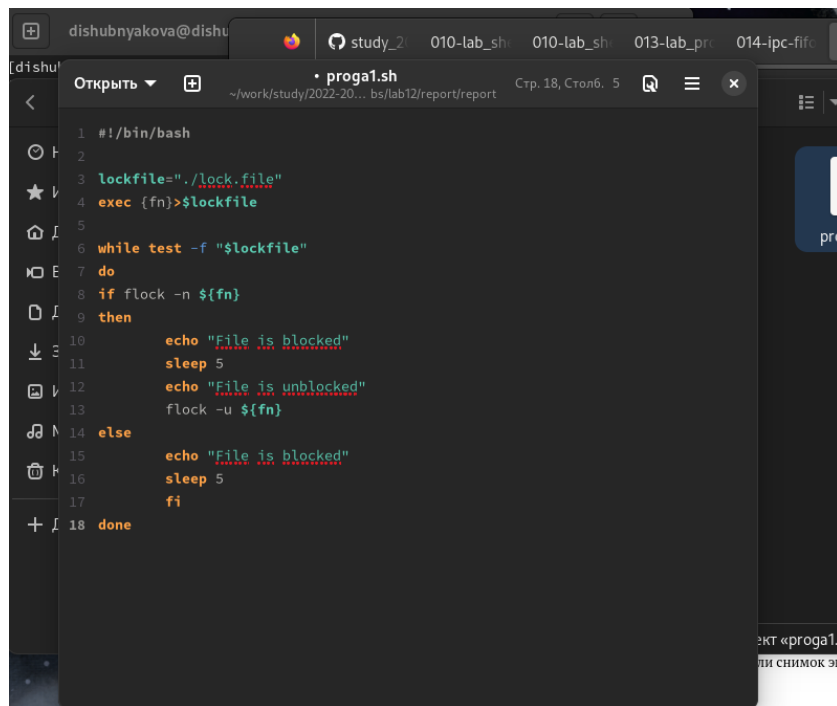 dishubnyakova@dishu
study_2
010-lab_sh
010-lab_sh
013-lab_pro
014-ipc-fifo
[dishu
Открыть
• proga1.sh
~/work/study/2022-20... bs/lab12/report/report
Стр. 18, Столб. 5
1 #!/bin/bash
2
3 lockfile="./lock.file"
4 exec {fn}>$lockfile
5
6 while test -f "$lockfile"
7 do
8 if flock -n ${fn}
9 then
10 echo "File is blocked"
11 sleep 5
12 echo "File is unblocked"
13 flock -u ${fn}
14 else
15 echo "File is blocked"
16 sleep 5
17 fi
18 done
pro
ект «proga1.
ли снимок э